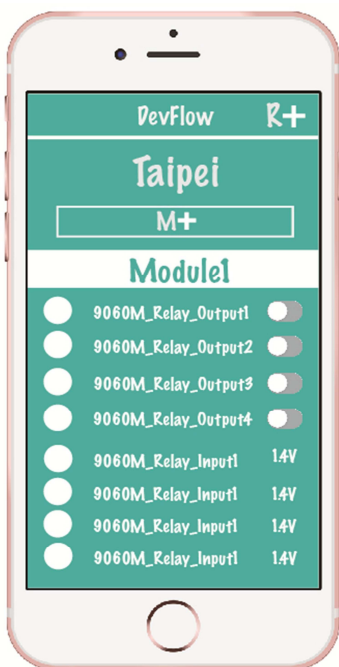 DevFlow R+
Taipei
M+
Module1
9060M_Relay_Output1
9060M_Relay_Output2
9060M_Relay_Output3
9060M_Relay_Output4
9060M_Relay_Input1 1.4V
9060M_Relay_Input1 1.4V
9060M_Relay_Input1 1.4V
9060M_Relay_Input1 1.4V